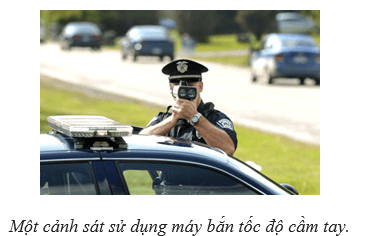 Một cảnh sát sử dụng máy bắn tốc độ cầm tay.